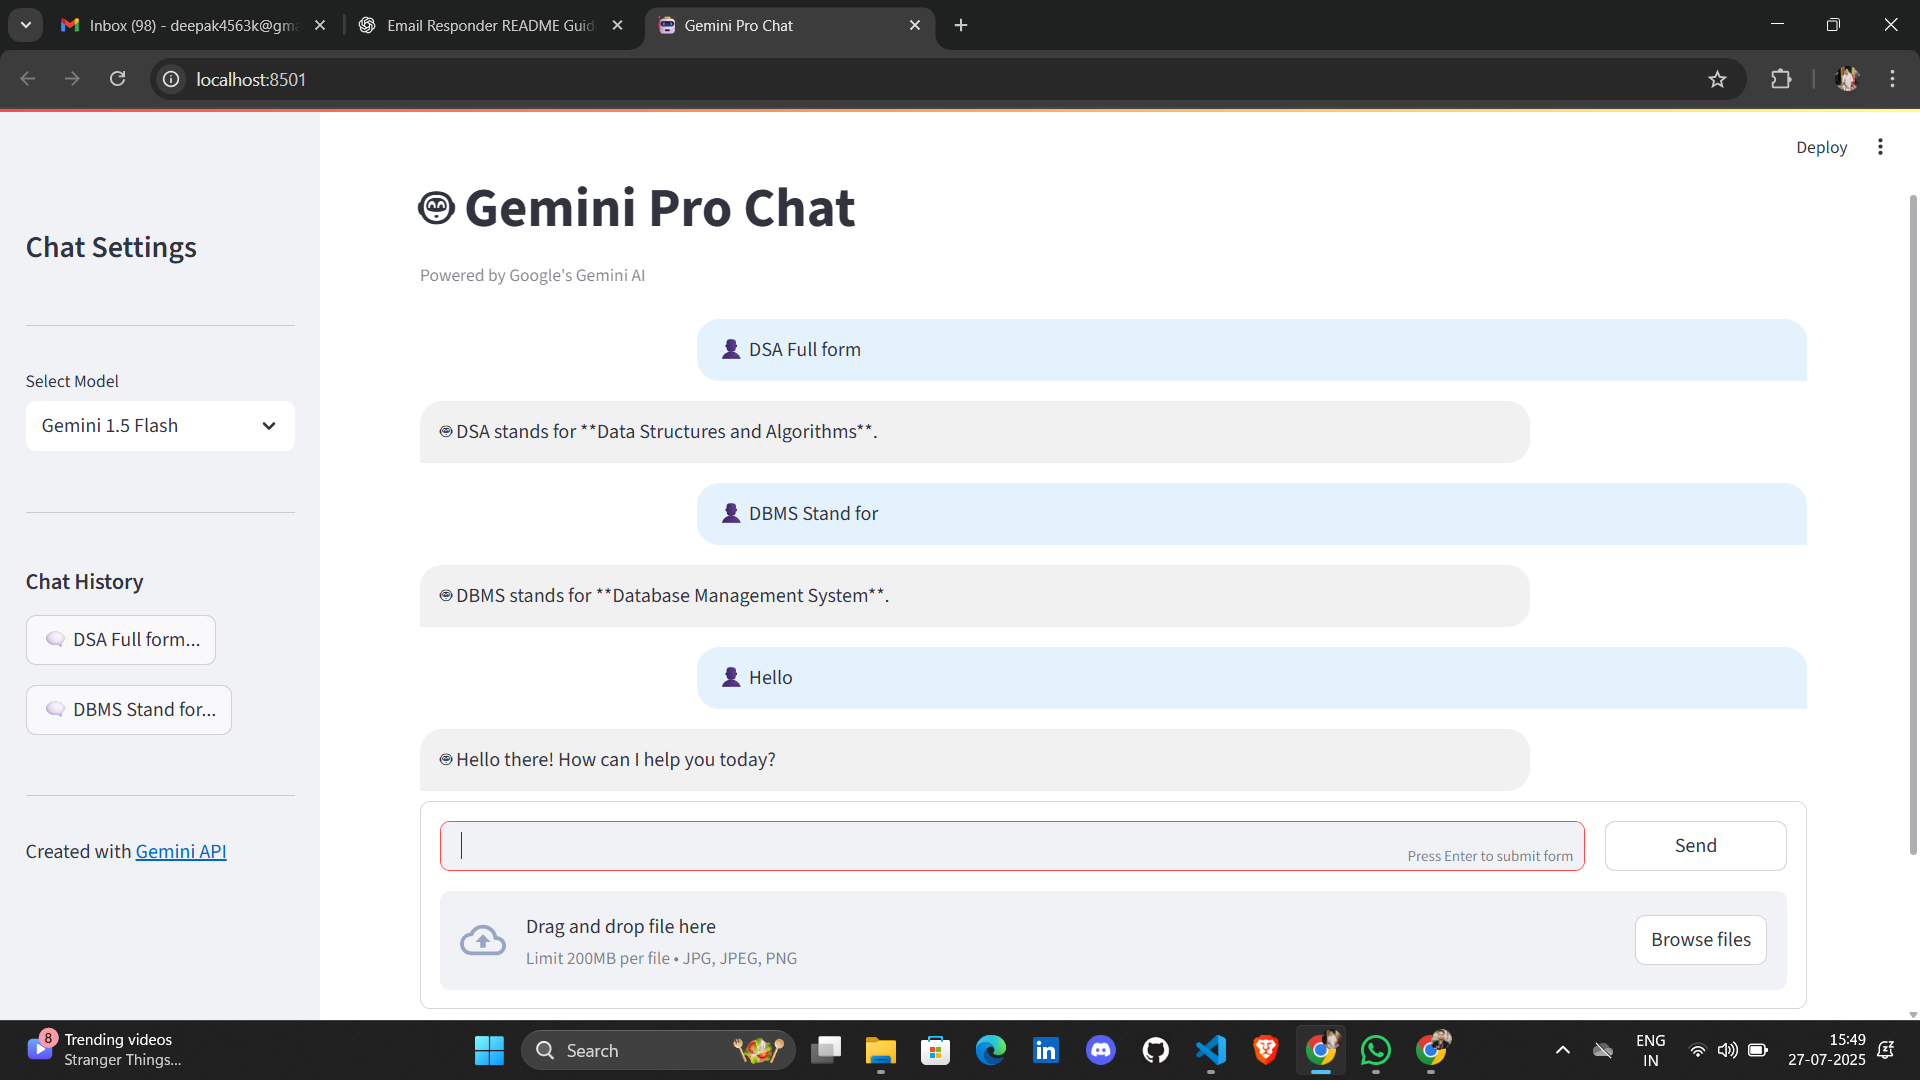 Inbox (98) - deepak4563k@gma
Email Responder README Guid
Gemini Pro Chat
localhost:8501
Deploy
Chat Settings
Select Model
Gemini 1.5 Flash
Chat History
DSA Full form...
DBMS Stand for...
Created with Gemini API
Gemini Pro Chat
Powered by Google's Gemini AI
DSA Full form
DSA stands for **Data Structures and Algorithms**.
DBMS Stand for
DBMS stands for **Database Management System**.
Hello
Hello there! How can I help you today?
Press Enter to submit form
Send
Drag and drop file here
Limit 200MB per file • JPG, JPEG, PNG
Browse files
8
Trending videos
Stranger Things...
Search
in
ENG
IN
15:49
27-07-2025